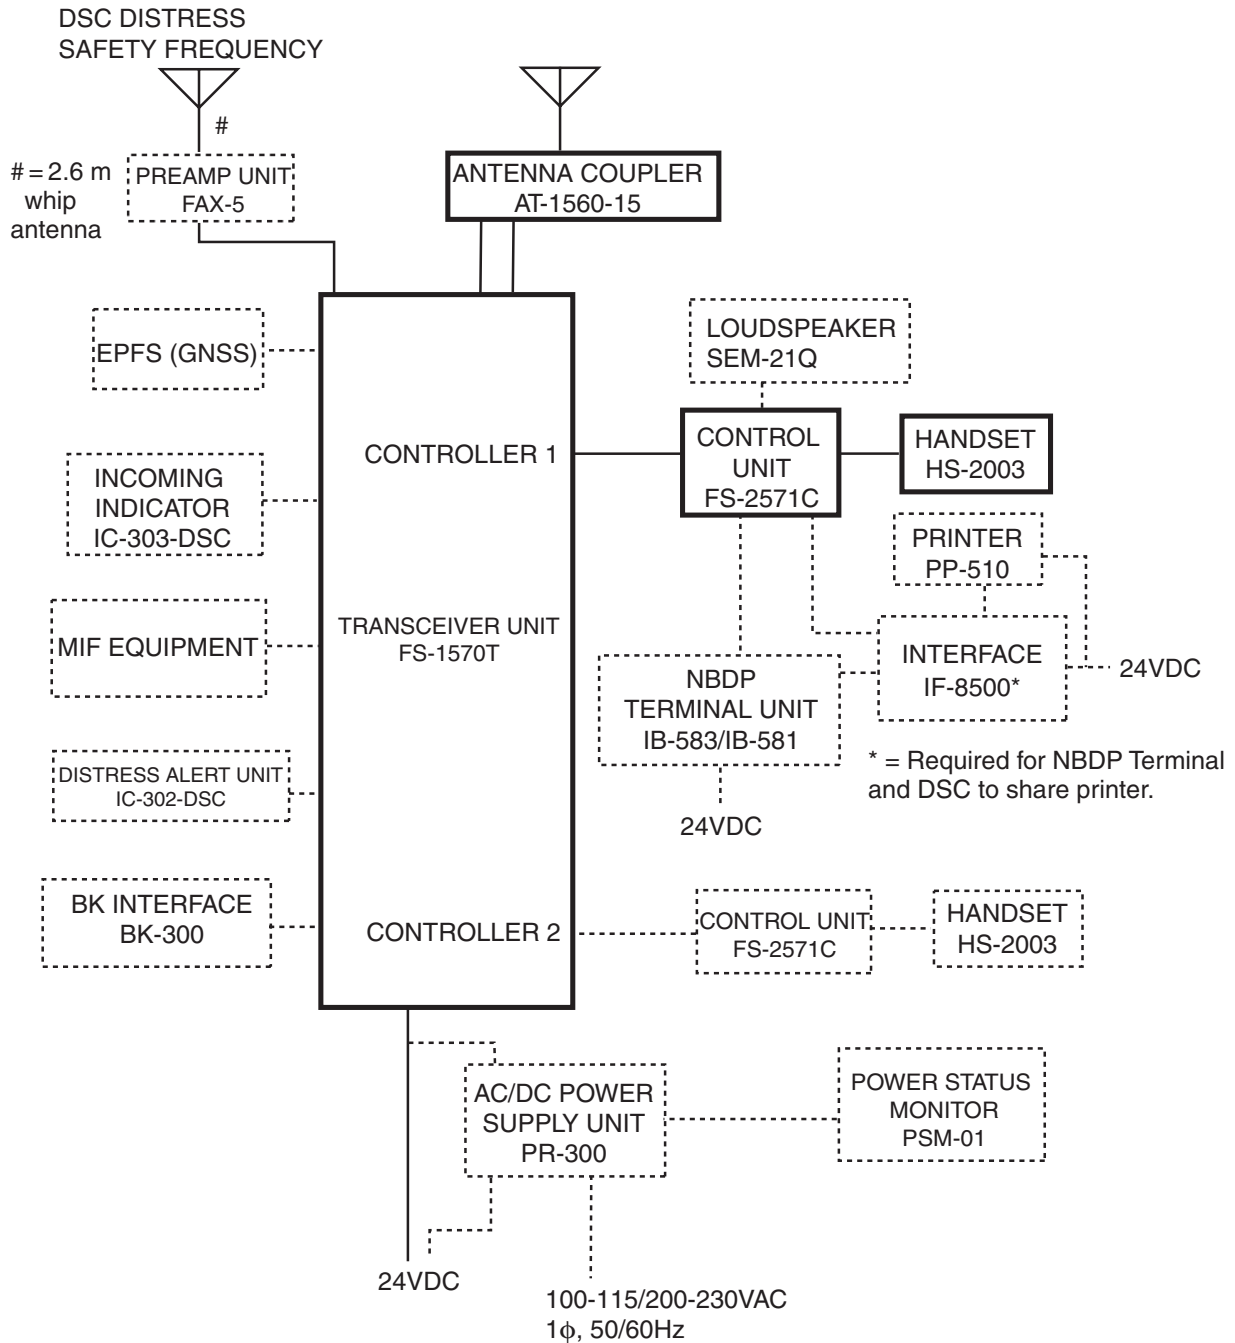 DSC DISTRESS
SAFETY FREQUENCY
#
# = 2.6 m
whip
antenna
PREAMP UNIT
FAX-5
ANTENNA COUPLER
AT-1560-15
EPFS (GNSS)
LOUDSPEAKER
SEM-21Q
CONTROLLER 1
CONTROL
UNIT
FS-2571C
HANDSET
HS-2003
INCOMING
INDICATOR
IC-303-DSC
PRINTER
PP-510
MIF EQUIPMENT
TRANSCEIVER UNIT
FS-1570T
NBDP
TERMINAL UNIT
IB-583/IB-581
INTERFACE
IF-8500*
24VDC
* = Required for NBDP Terminal
and DSC to share printer.
24VDC
DISTRESS ALERT UNIT
IC-302-DSC
BK INTERFACE
BK-300
CONTROLLER 2
CONTROL UNIT
FS-2571C
HANDSET
HS-2003
AC/DC POWER
SUPPLY UNIT
PR-300
POWER STATUS
MONITOR
PSM-01
24VDC
100-115/200-230VAC
1ϕ, 50/60Hz